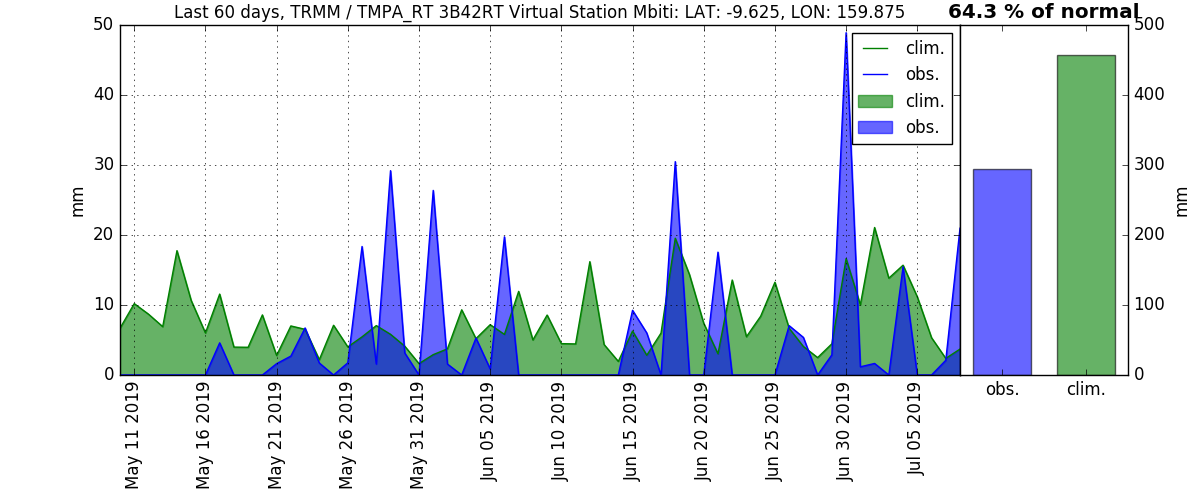 Last 60 days, TRMM / TMPA_RT 3B42RT Virtual Station Mbiti: LAT: -9.625, LON: 159.875
64.3 % of normal
50
40
30
20
10
0
mm
clim.
obs.
clim.
obs.
500
400
300
200
100
0
mm
May 11 2019
May 16 2019
May 21 2019
May 26 2019
May 31 2019
Jun 05 2019
Jun 10 2019
Jun 15 2019
Jun 20 2019
Jun 25 2019
Jun 30 2019
Jul 05 2019
obs.
clim.